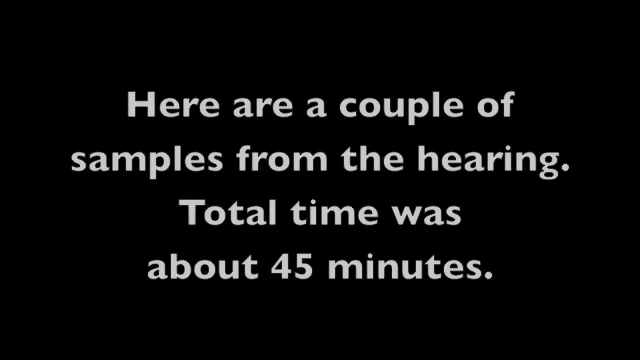 Here are a couple of
samples from the hearing.
Total time was
about 45 minutes.